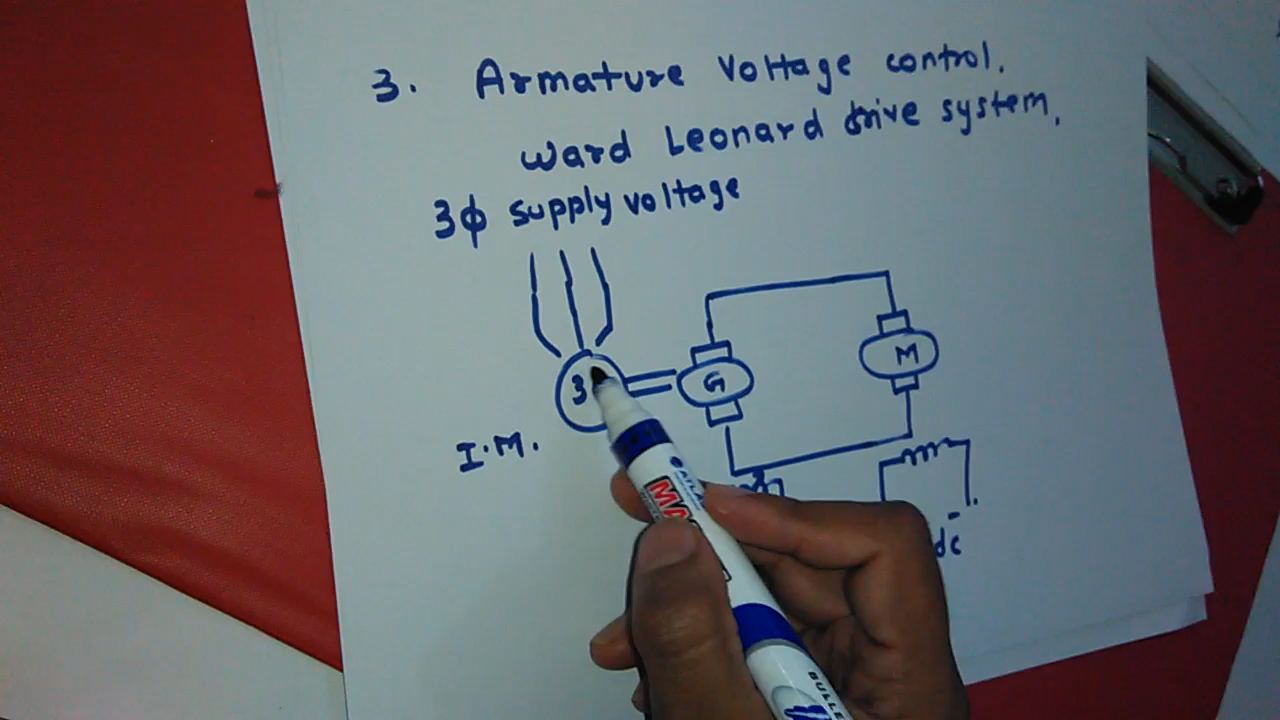 3. Armature Voltage control.
ward Leonard drive system,
3ϕ supply voltage
3
G
M
I.M.
dc